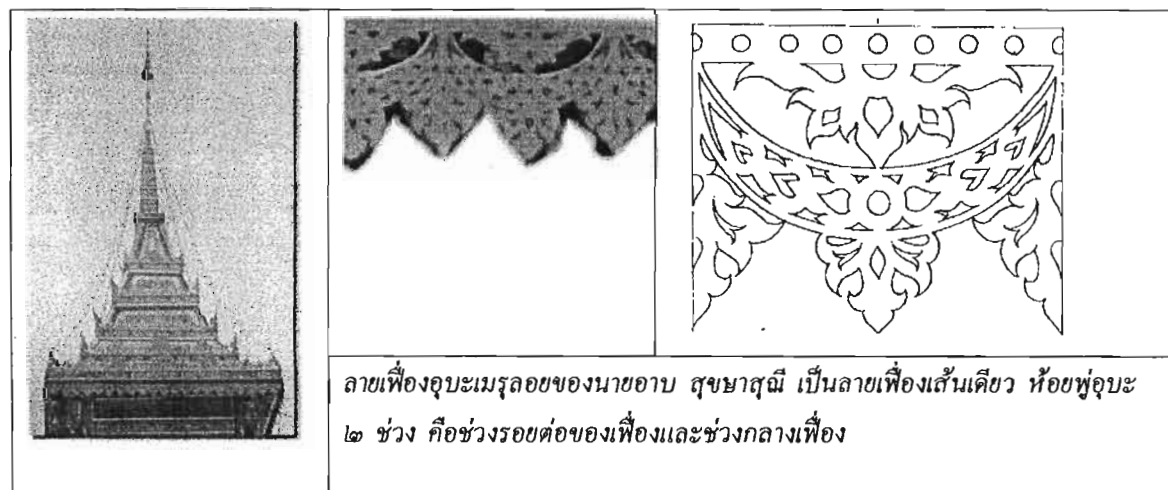 ลายเฟื่องอุบะเมรุลอยของนายอาบ สุขษาสุณี เป็นลายเฟื่องเส้นเดียว ห้อยพู่อุบะ
๒ ช่วง คือช่วงรอยต่อของเฟื่องและช่วงกลางเฟื่อง